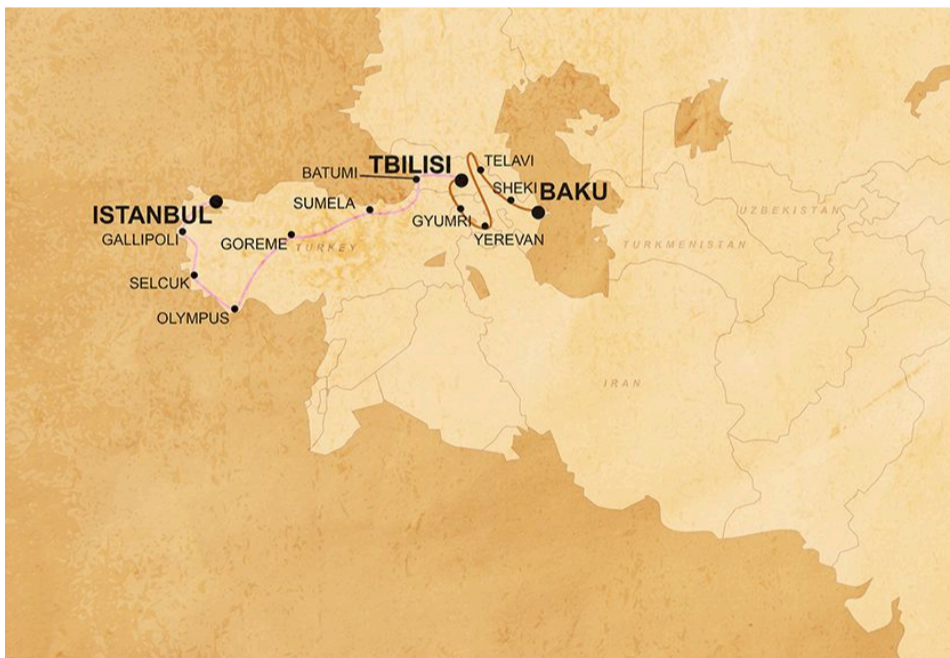 TELAVI
TBILISI
BATUMI
SHEKI
BAKU
SUMELA
ISTANBUL
GYUMRI
UZBEKISTAN
GALLIPOLI
GOREME
TURKEY
YEREVAN
TURKMENISTAN
SELCUK
OLYMPUS
IRAN